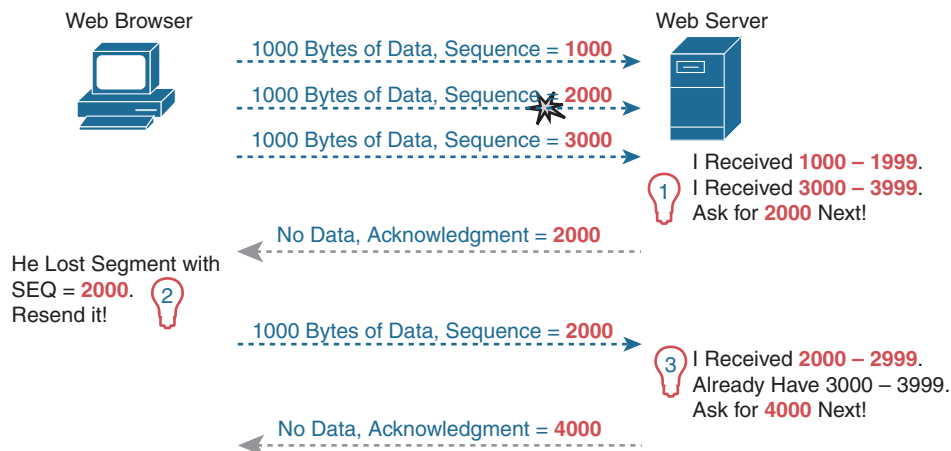 Web Browser
Web Server
1000 Bytes of Data, Sequence = 1000
1000 Bytes of Data, Sequence = 2000
1000 Bytes of Data, Sequence = 3000
1
I Received 1000 – 1999.
I Received 3000 – 3999.
Ask for 2000 Next!
No Data, Acknowledgment = 2000
He Lost Segment with
SEQ = 2000.
Resend it!
2
1000 Bytes of Data, Sequence = 2000
3
I Received 2000 – 2999.
Already Have 3000 – 3999.
Ask for 4000 Next!
No Data, Acknowledgment = 4000